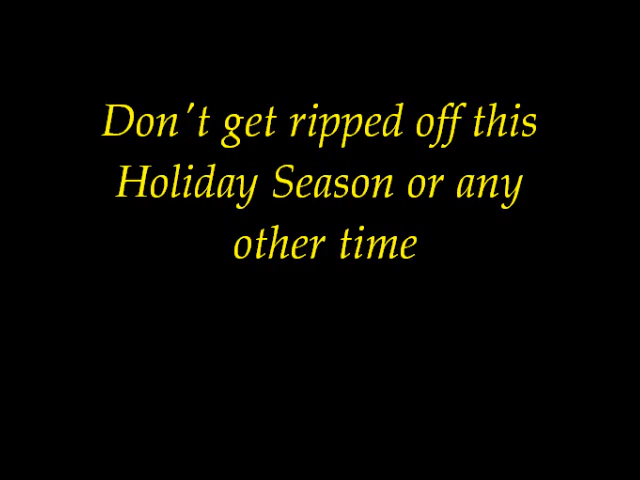 Don't get ripped off this
Holiday Season or any
other time